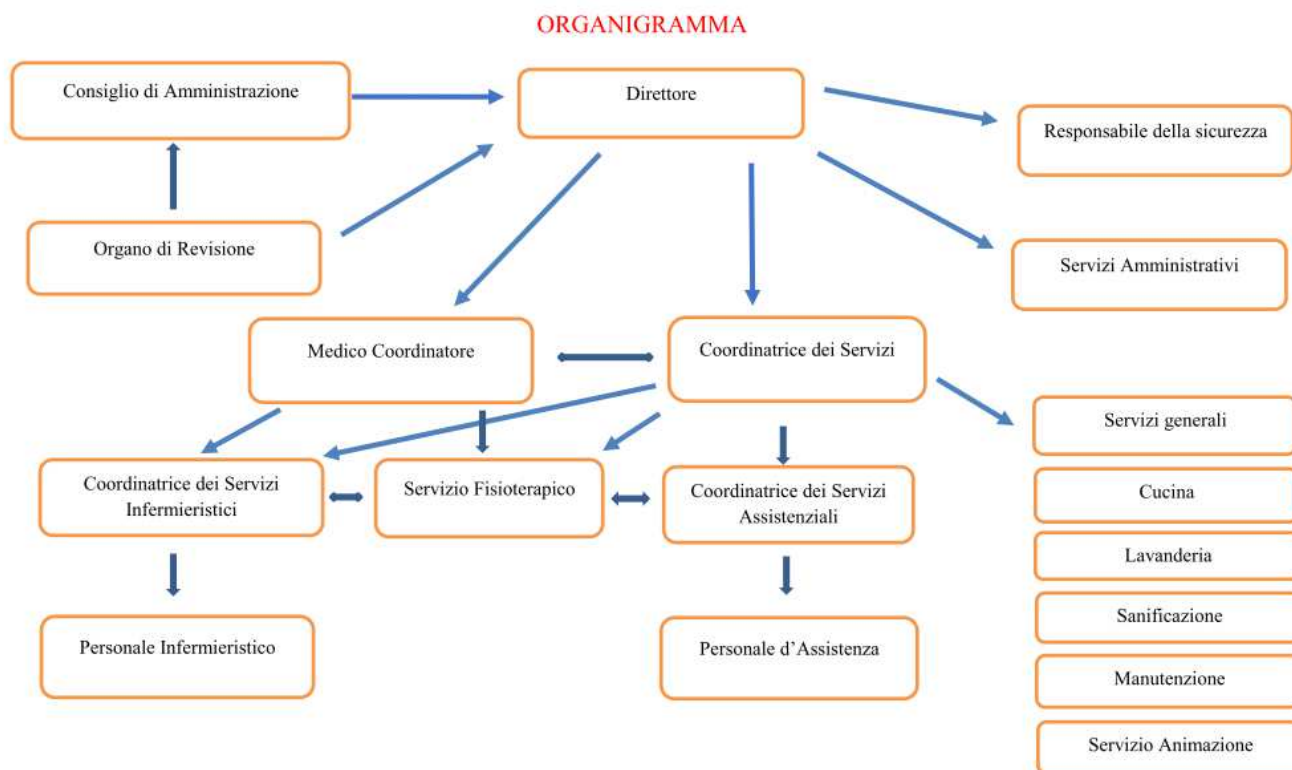 ORGANIGRAMMA
Consiglio di Amministrazione
Direttore
Responsabile della sicurezza
Organo di Revisione
Servizi Amministrativi
Medico Coordinatore
Coordinatrice dei Servizi
Servizi generali
Coordinatrice dei Servizi
Infermieristici
Servizio Fisioterapico
Coordinatrice dei Servizi
Assistenziali
Cucina
Lavanderia
Sanificazione
Personale Infermieristico
Personale d’Assistenza
Manutenzione
Servizio Animazione